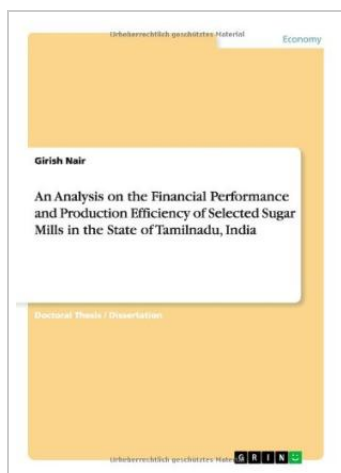 Urheberrechtlich geschütztes Material
Economy
Girish Nair
An Analysis on the Financial Performance
and Production Efficiency of Selected Sugar
Mills in the State of Tamilnadu, India
Doctoral Thesis / Dissertation
Urheberrechtlich geschütztes Mater
GRIN